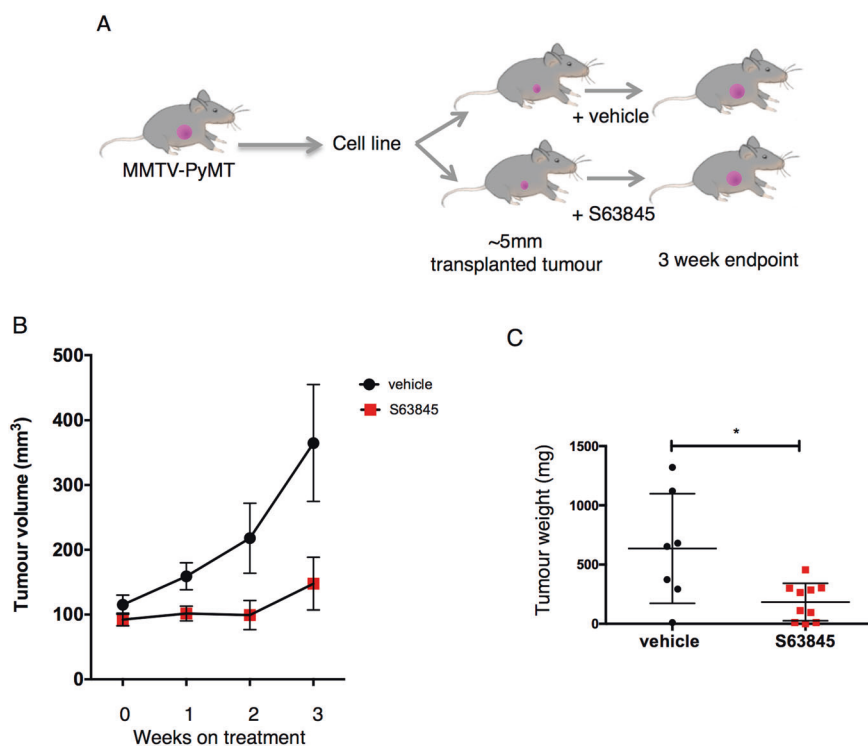 A
MMTV-PyMT
Cell line
+ vehicle
+ S63845
~5mm
transplanted tumour
3 week endpoint
B
Tumour volume (mm3)
500
400
300
200
100
0
0 1 2 3
Weeks on treatment
vehicle
S63845
C
*
Tumour weight (mg)
1500
1000
500
0
vehicle S63845